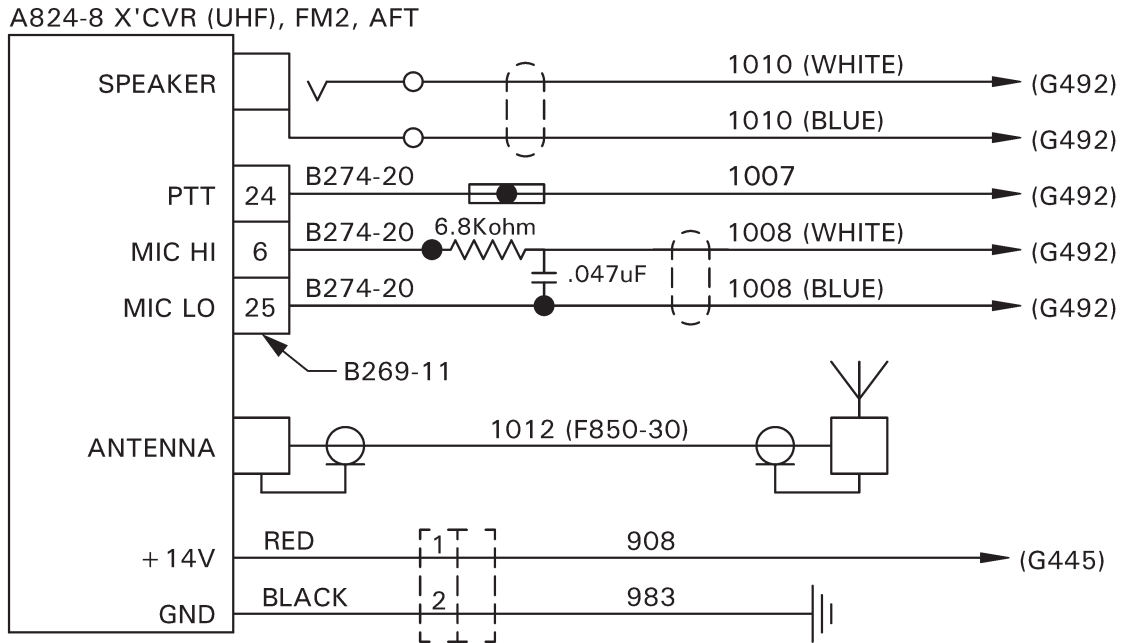 A824-8 X'CVR (UHF), FM2, AFT
SPEAKER 1010 (WHITE) (G492)
1010 (BLUE) (G492)
PTT 24 B274-20 1007 (G492)
MIC HI 6 B274-20 6.8Kohm 1008 (WHITE) (G492)
.047uF
MIC LO 25 B274-20 1008 (BLUE) (G492)
B269-11
ANTENNA 1012 (F850-30)
+14V RED 1 908 (G445)
GND BLACK 2 983